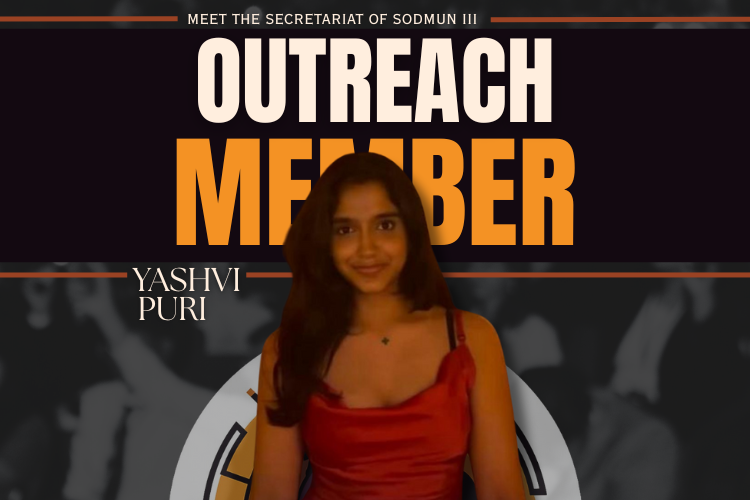 MEET THE SECRETARIAT OF SODMUN III
OUTREACH
MEMBER
YASHVI
PURI